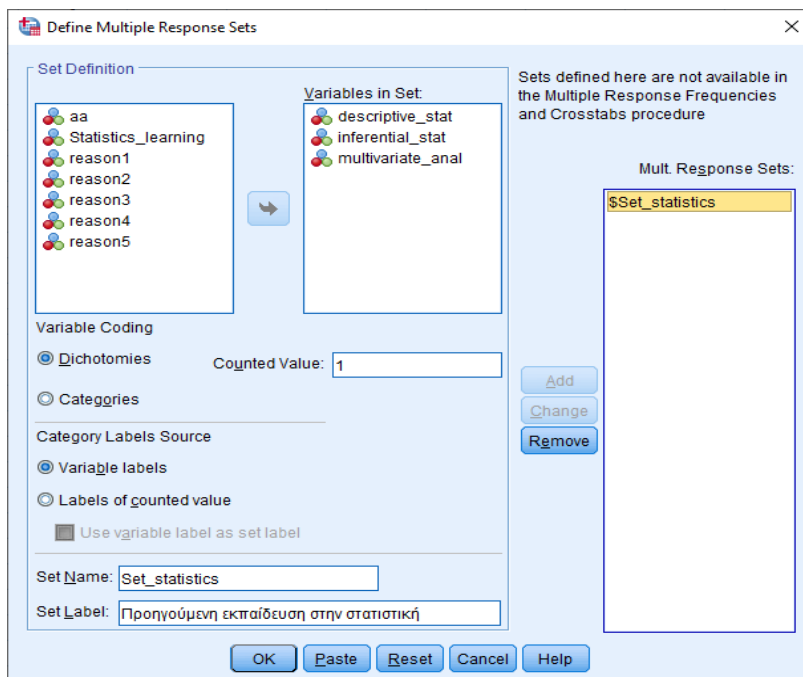 Define Multiple Response Sets
Set Definition
aa
Statistics_learning
reason1
reason2
reason3
reason4
reason5
Variables in Set:
descriptive_stat
inferential_stat
multivariate_anal
Variable Coding
Dichotomies
Counted Value: 1
Categories
Category Labels Source
Variable labels
Labels of counted value
Use variable label as set label
Set Name: Set_statistics
Set Label: Προηγούμενη εκπαίδευση στην στατιστική
Sets defined here are not available in
the Multiple Response Frequencies
and Crosstabs procedure
Mult. Response Sets:
$Set_statistics
Add
Change
Remove
OK
Paste
Reset
Cancel
Help